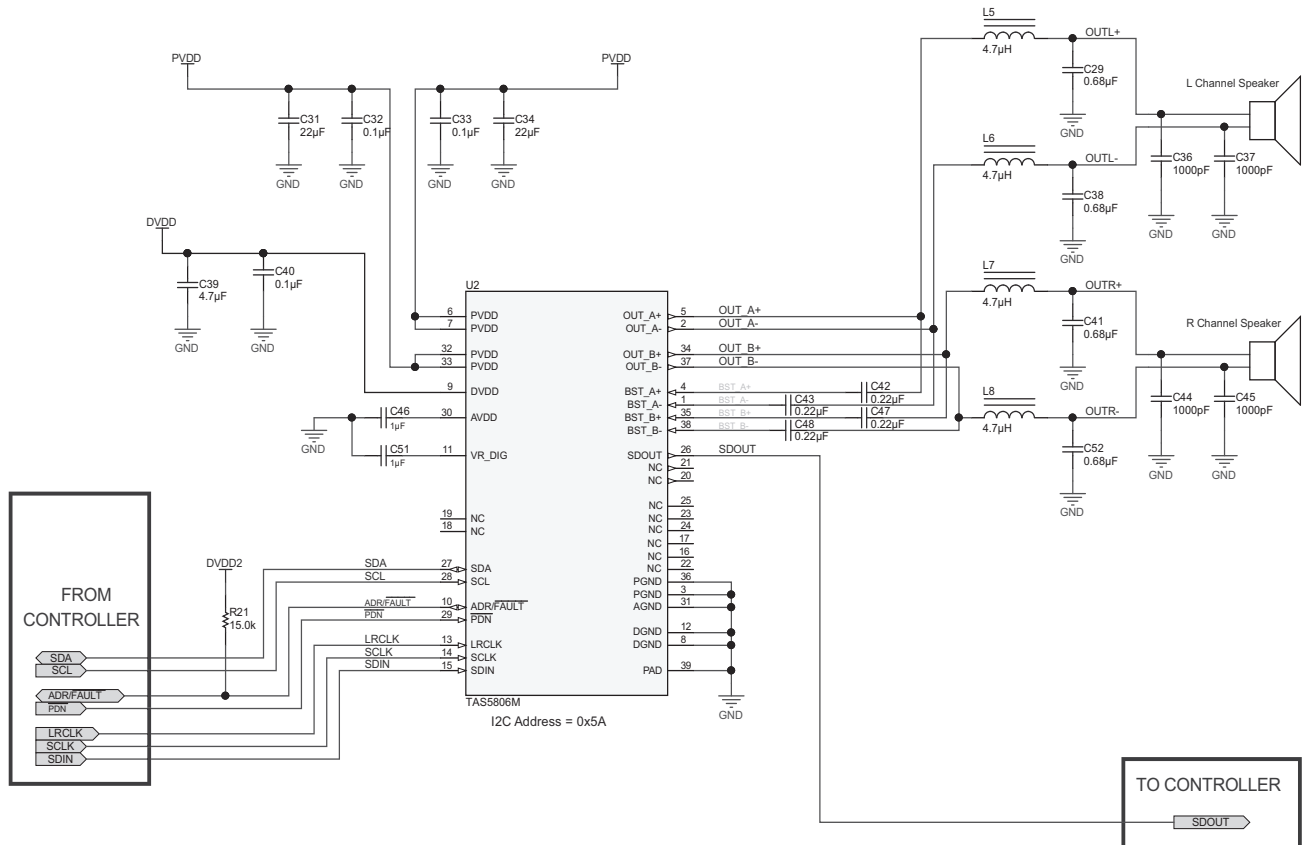 L5
4.7µH
OUTL+
C29
0.68µF
GND
L Channel Speaker
PVDD
PVDD
C31
22µF
GND
C32
0.1µF
GND
C33
0.1µF
GND
C34
22µF
GND
L6
4.7µH
OUTL-
C38
0.68µF
GND
C36
1000pF
GND
C37
1000pF
GND
DVDD
C39
4.7µF
GND
C40
0.1µF
GND
L7
4.7µH
OUTR+
C41
0.68µF
GND
R Channel Speaker
C44
1000pF
GND
C45
1000pF
GND
L8
4.7µH
OUTR-
C52
0.68µF
GND
U2
6 PVDD
7 PVDD
32 PVDD
33 PVDD
9 DVDD
30 AVDD
11 VR_DIG
19 NC
18 NC
27 SDA
28 SCL
10 ADR/FAULT
29 PDN
13 LRCLK
14 SCLK
15 SDIN
OUT_A+ 5 OUT_A+
OUT_A- 2 OUT_A-
OUT_B+ 34 OUT_B+
OUT_B- 37 OUT_B-
BST_A+ 4 BST_A+
BST_A- 1 BST_A-
BST_B+ 35 BST_B+
BST_B- 38 BST_B-
SDOUT 26 SDOUT
NC 21
NC 20
NC 25
NC 23
NC 24
NC 17
NC 16
NC 22
PGND 36
PGND 3
AGND 31
DGND 12
DGND 8
PAD 39
GND
C42
0.22µF
C43
0.22µF
C47
0.22µF
C48
0.22µF
C46
1µF
C51
1µF
GND
TAS5806M
I2C Address = 0x5A
DVDD2
R21
15.0k
SDA
SCL
ADR/FAULT
PDN
LRCLK
SCLK
SDIN
FROM
CONTROLLER
SDA
SCL
ADR/FAULT
PDN
LRCLK
SCLK
SDIN
TO CONTROLLER
SDOUT